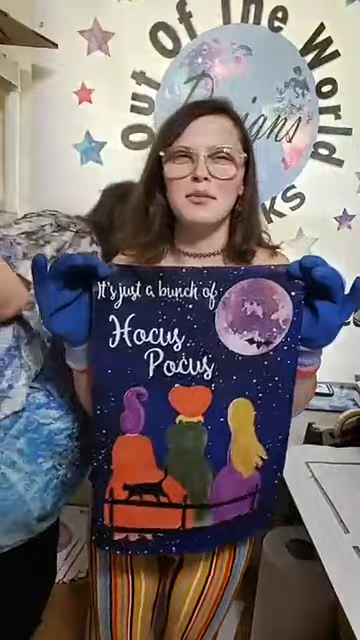 Out Of The World
Designs
KS
It's just a bunch of
Hocus
Pocus